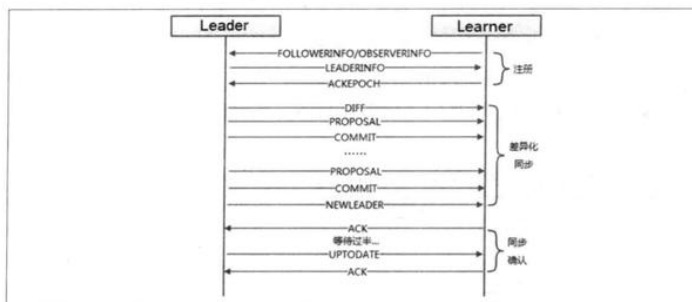 Leader
Learner
FOLLOWERINFO/OBSERVERINFO
LEADERINFO
注册
ACKEPOCH
DIFF
PROPOSAL
COMMIT
差异化
同步
......
PROPOSAL
COMMIT
NEWLEADER
ACK
等待过半...
同步
UPTODATE
确认
ACK